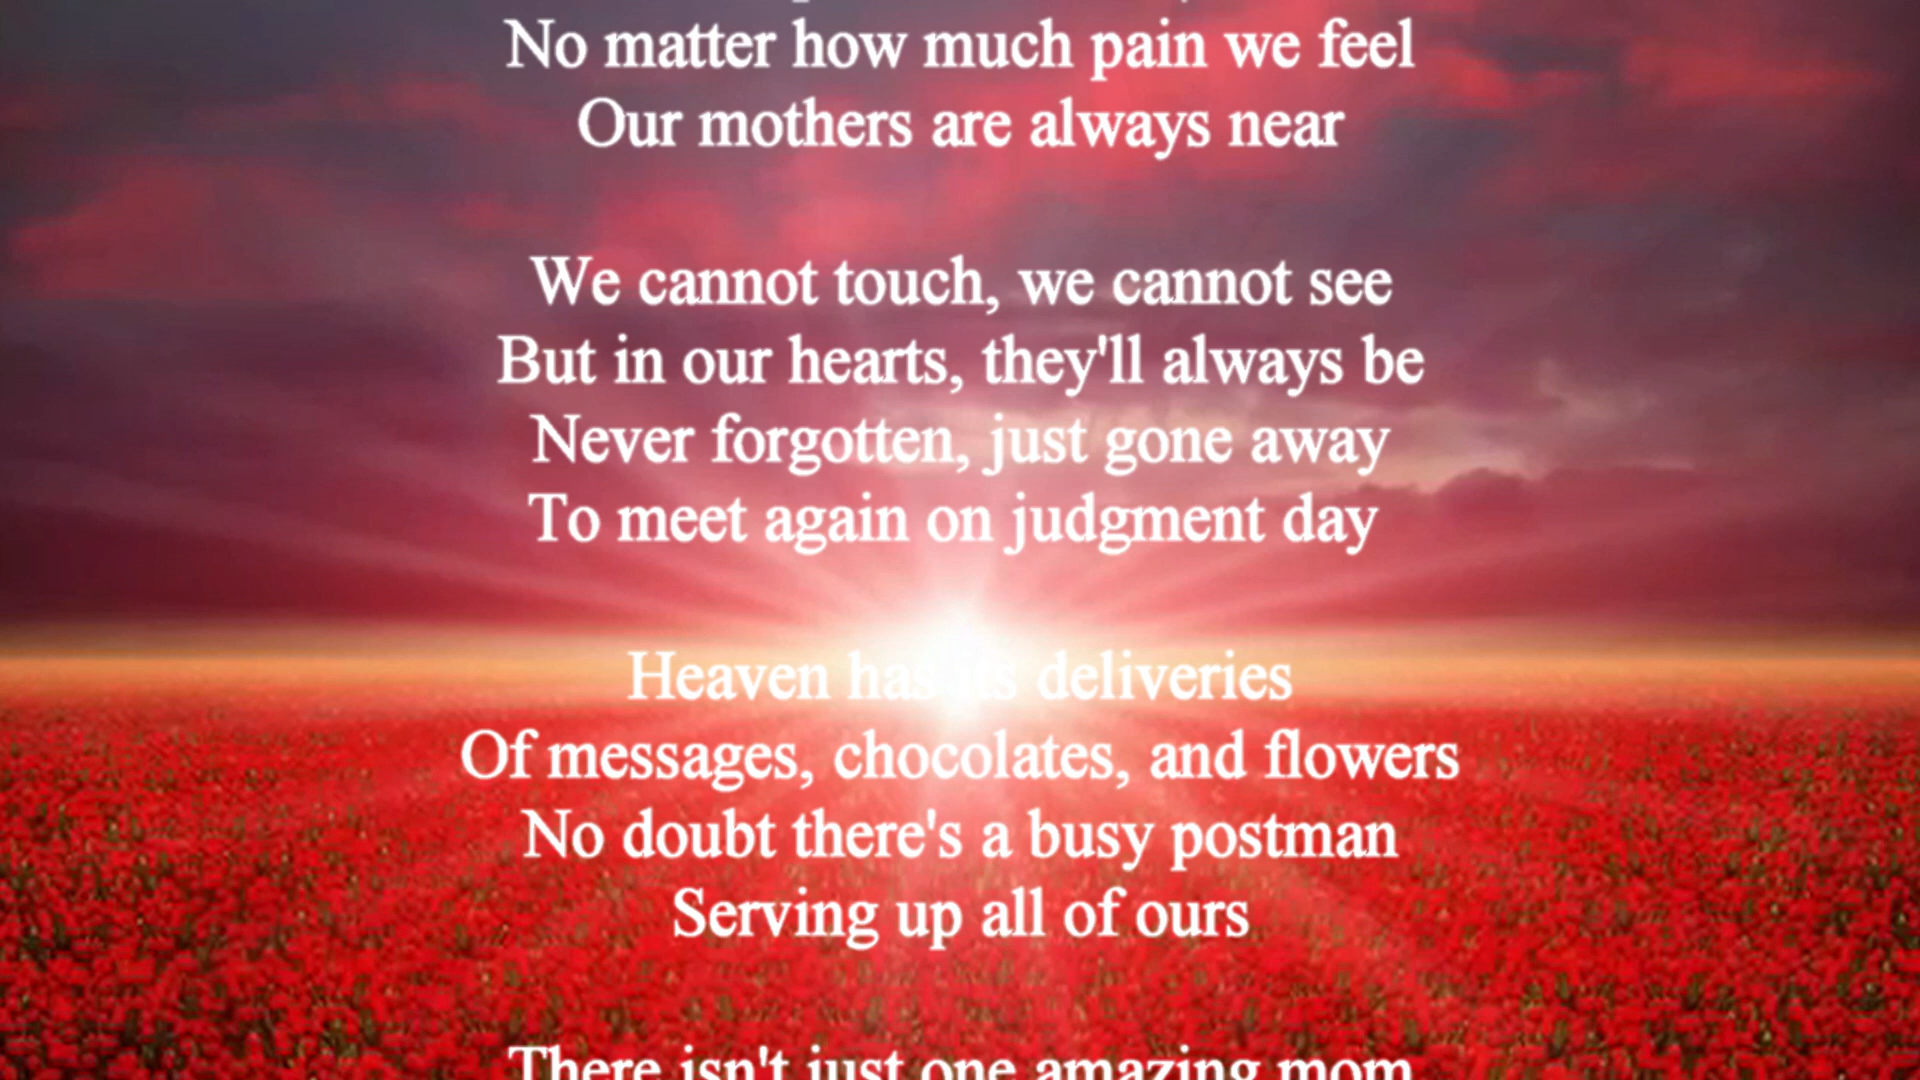 No matter how much pain we feel
Our mothers are always near
We cannot touch, we cannot see
But in our hearts, they'll always be
Never forgotten, just gone away
To meet again on judgment day
Heaven has its deliveries
Of messages, chocolates, and flowers
No doubt there's a busy postman
Serving up all of ours
There isn't just one amazing mom